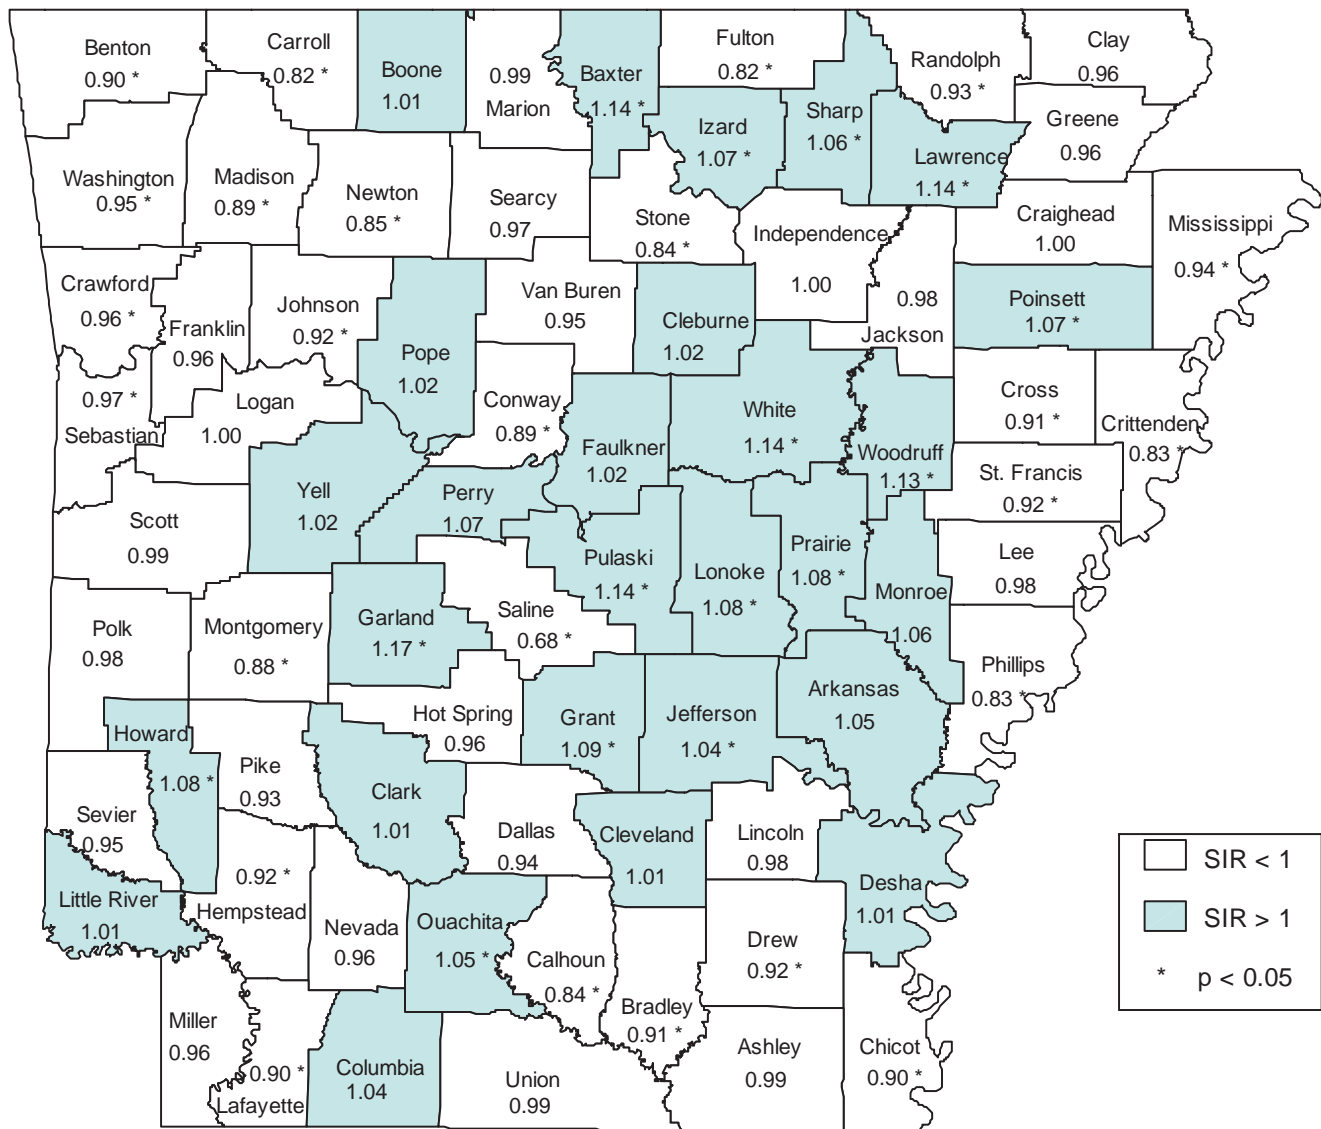 Benton
0.90 *
Carroll
0.82 *
Boone
1.01
0.99
Marion
Baxter
1.14 *
Fulton
0.82 *
Randolph
0.93 *
Clay
0.96
Izard
1.07 *
Sharp
1.06 *
Lawrence
1.14 *
Greene
0.96
Washington
0.95 *
Madison
0.89 *
Newton
0.85 *
Searcy
0.97
Stone
0.84 *
Independence
1.00
0.98
Jackson
Craighead
1.00
Mississippi
0.94 *
Crawford
0.96 *
Franklin
0.96
Johnson
0.92 *
Pope
1.02
Van Buren
0.95
Cleburne
1.02
Poinsett
1.07 *
0.97 *
Sebastian
Logan
1.00
Conway
0.89 *
Faulkner
1.02
White
1.14 *
Woodruff
1.13 *
Cross
0.91 *
Crittenden
0.83 *
St. Francis
0.92 *
Scott
0.99
Yell
1.02
Perry
1.07
Pulaski
1.14 *
Lonoke
1.08 *
Prairie
1.08 *
Monroe
1.06
Lee
0.98
Polk
0.98
Montgomery
0.88 *
Garland
1.17 *
Saline
0.68 *
Phillips
0.83 *
Howard
1.08 *
Pike
0.93
Hot Spring
0.96
Grant
1.09 *
Jefferson
1.04 *
Arkansas
1.05
Sevier
0.95
Clark
1.01
Dallas
0.94
Cleveland
1.01
Lincoln
0.98
Desha
1.01
Little River
1.01
0.92 *
Hempstead
Nevada
0.96
Ouachita
1.05 *
Calhoun
0.84 *
Bradley
0.91 *
Drew
0.92 *
Miller
0.96
0.90 *
Lafayette
Columbia
1.04
Union
0.99
Ashley
0.99
Chicot
0.90 *
SIR < 1
SIR > 1
* p < 0.05